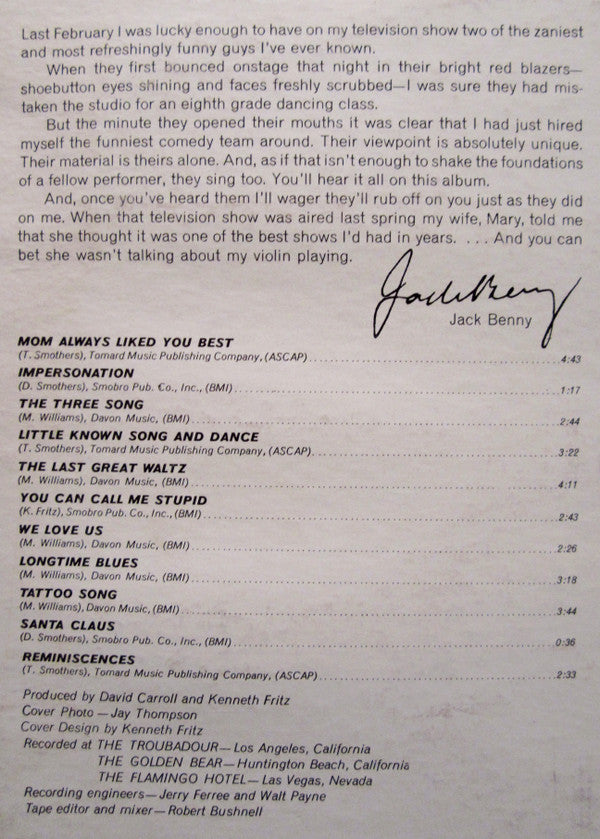 Last February I was lucky enough to have on my television show two of the zaniest
and most refreshingly funny guys I've ever known.
When they first bounced onstage that night in their bright red blazers—
shoebutton eyes shining and faces freshly scrubbed—I was sure they had mis-
taken the studio for an eighth grade dancing class.
But the minute they opened their mouths it was clear that I had just hired
myself the funniest comedy team around. Their viewpoint is absolutely unique.
Their material is theirs alone. And, as if that isn't enough to shake the foundations
of a fellow performer, they sing too. You'll hear it all on this album.
And, once you've heard them I'll wager they'll rub off on you just as they did
on me. When that television show was aired last spring my wife, Mary, told me
that she thought it was one of the best shows I'd had in years. . . . And you can
bet she wasn't talking about my violin playing.
Jack Benny
Jack Benny
MOM ALWAYS LIKED YOU BEST
(T. Smothers), Tomard Music Publishing Company, (ASCAP) 4:43
IMPERSONATION
(D. Smothers), Smobro Pub. Co., Inc., (BMI) 1:17
THE THREE SONG
(M. Williams), Davon Music, (BMI) 2:44
LITTLE KNOWN SONG AND DANCE
(T. Smothers), Tomard Music Publishing Company, (ASCAP) 3:22
THE LAST GREAT WALTZ
(M. Williams), Davon Music, (BMI) 4:11
YOU CAN CALL ME STUPID
(K. Fritz), Smobro Pub. Co., Inc., (BMI) 2:43
WE LOVE US
(M. Williams), Davon Music, (BMI) 2:26
LONGTIME BLUES
(M. Williams), Davon Music, (BMI) 3:18
TATTOO SONG
(M. Williams), Davon Music, (BMI) 3:44
SANTA CLAUS
(D. Smothers), Smobro Pub. Co., Inc., (BMI) 0:36
REMINISCENCES
(T. Smothers), Tomard Music Publishing Company, (ASCAP) 2:33
Produced by David Carroll and Kenneth Fritz
Cover Photo — Jay Thompson
Cover Design by Kenneth Fritz
Recorded at THE TROUBADOUR — Los Angeles, California
THE GOLDEN BEAR — Huntington Beach, California
THE FLAMINGO HOTEL — Las Vegas, Nevada
Recording engineers — Jerry Ferree and Walt Payne
Tape editor and mixer — Robert Bushnell